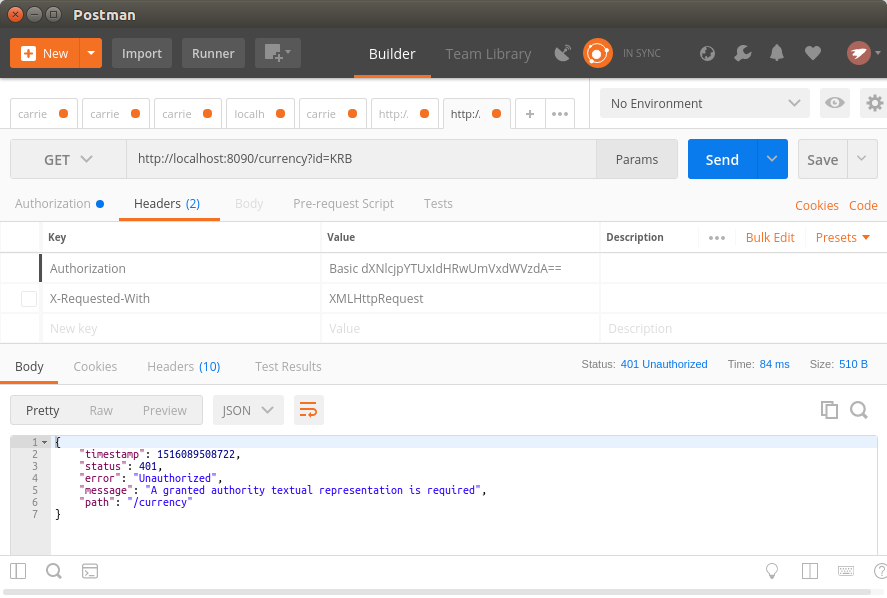 Postman
New Import Runner Builder Team Library IN SYNC
carrie carrie carrie localh carrie http:/. http:/. + •••
No Environment
GET http://localhost:8090/currency?id=KRB Params Send Save
Authorization Headers (2) Body Pre-request Script Tests Cookies Code
Key Value Description ••• Bulk Edit Presets
Authorization Basic dXNlcjpYTUxIdHRwUmVxdWVzdA==
X-Requested-With XMLHttpRequest
New key Value Description
Body Cookies Headers (10) Test Results Status: 401 Unauthorized Time: 84 ms Size: 510 B
Pretty Raw Preview JSON
1 {
2 "timestamp": 1516089508722,
3 "status": 401,
4 "error": "Unauthorized",
5 "message": "A granted authority textual representation is required",
6 "path": "/currency"
7 }